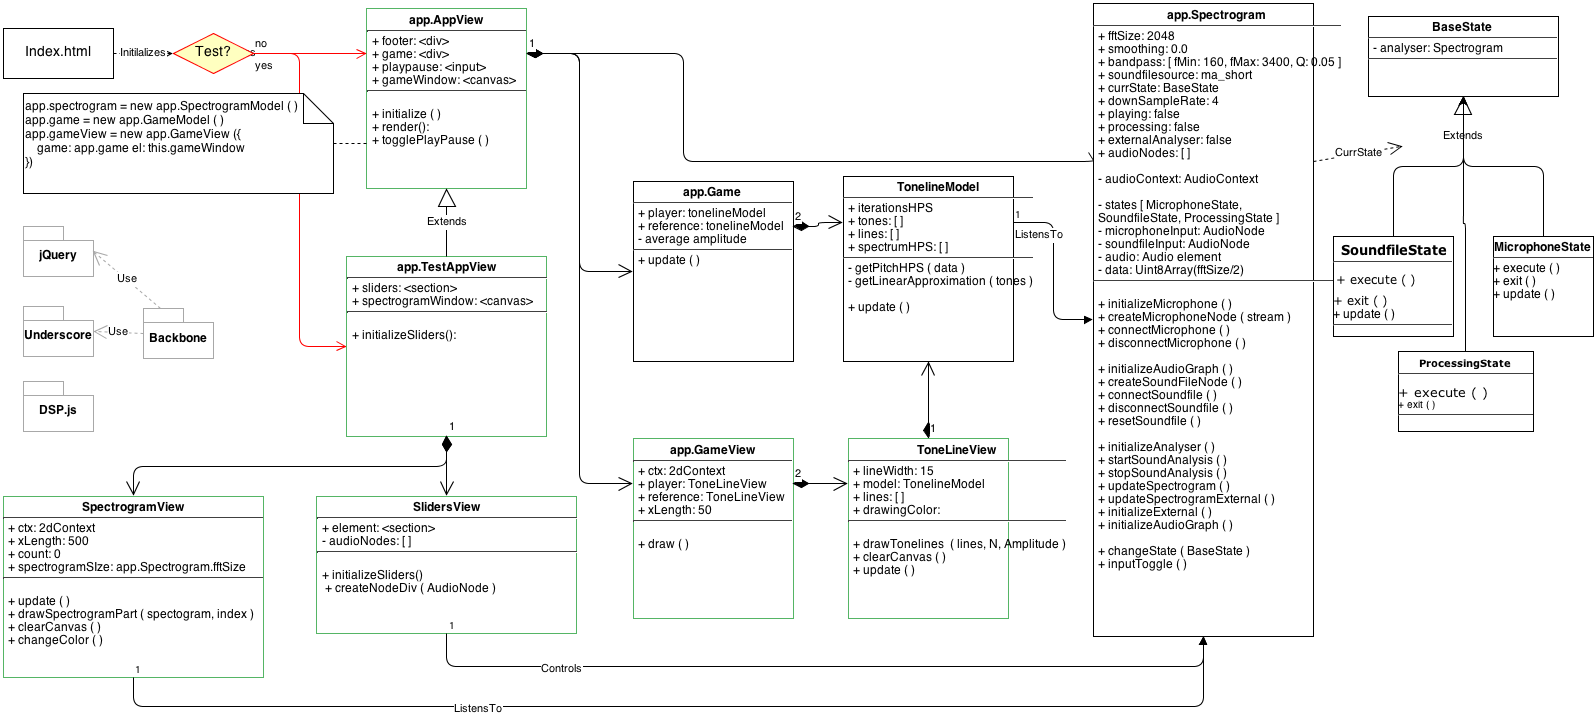 Index.html
Initilalizes
Test?
no
yes
app.spectrogram = new app.SpectrogramModel ( )
app.game = new app.GameModel ( )
app.gameView = new app.GameView ({
game: app.game el: this.gameWindow
})
app.AppView
+ footer: <div>
+ game: <div>
+ playpause: <input>
+ gameWindow: <canvas>
+ initialize ( )
+ render():
+ togglePlayPause ( )
1
Extends
app.TestAppView
+ sliders: <section>
+ spectrogramWindow: <canvas>
+ initializeSliders():
1
jQuery
Use
Underscore
Use
Backbone
DSP.js
SpectrogramView
+ ctx: 2dContext
+ xLength: 500
+ count: 0
+ spectrogramSIze: app.Spectrogram.fftSize
+ update ( )
+ drawSpectrogramPart ( spectogram, index )
+ clearCanvas ( )
+ changeColor ( )
1
ListensTo
SlidersView
+ element: <section>
- audioNodes: [ ]
+ initializeSliders()
+ createNodeDiv ( AudioNode )
1
Controls
app.Game
+ player: tonelineModel
+ reference: tonelineModel
- average amplitude
+ update ( )
2
TonelineModel
+ iterationsHPS
+ tones: [ ]
+ lines: [ ]
+ spectrumHPS: [ ]
- getPitchHPS ( data )
- getLinearApproximation ( tones )
+ update ( )
1
ListensTo
app.GameView
+ ctx: 2dContext
+ player: ToneLineView
+ reference: ToneLineView
+ xLength: 50
+ draw ( )
2
1
ToneLineView
+ lineWidth: 15
+ model: TonelineModel
+ lines: [ ]
+ drawingColor:
+ drawTonelines ( lines, N, Amplitude )
+ clearCanvas ( )
+ update ( )
app.Spectrogram
+ fftSize: 2048
+ smoothing: 0.0
+ bandpass: [ fMin: 160, fMax: 3400, Q: 0.05 ]
+ soundfilesource: ma_short
+ currState: BaseState
+ downSampleRate: 4
+ playing: false
+ processing: false
+ externalAnalyser: false
+ audioNodes: [ ]
- audioContext: AudioContext
- states [ MicrophoneState,
SoundfileState, ProcessingState ]
- microphoneInput: AudioNode
- soundfileInput: AudioNode
- audio: Audio element
- data: Uint8Array(fftSize/2)
+ initializeMicrophone ( )
+ createMicrophoneNode ( stream )
+ connectMicrophone ( )
+ disconnectMicrophone ( )
+ initializeAudioGraph ( )
+ createSoundFileNode ( )
+ connectSoundfile ( )
+ disconnectSoundfile ( )
+ resetSoundfile ( )
+ initializeAnalyser ( )
+ startSoundAnalysis ( )
+ stopSoundAnalysis ( )
+ updateSpectrogram ( )
+ updateSpectrogramExternal ( )
+ initializeExternal ( )
+ initializeAudioGraph ( )
+ changeState ( BaseState )
+ inputToggle ( )
CurrState
BaseState
- analyser: Spectrogram
Extends
SoundfileState
+ execute ( )
+ exit ( )
+ update ( )
MicrophoneState
+ execute ( )
+ exit ( )
+ update ( )
ProcessingState
+ execute ( )
+ exit ( )